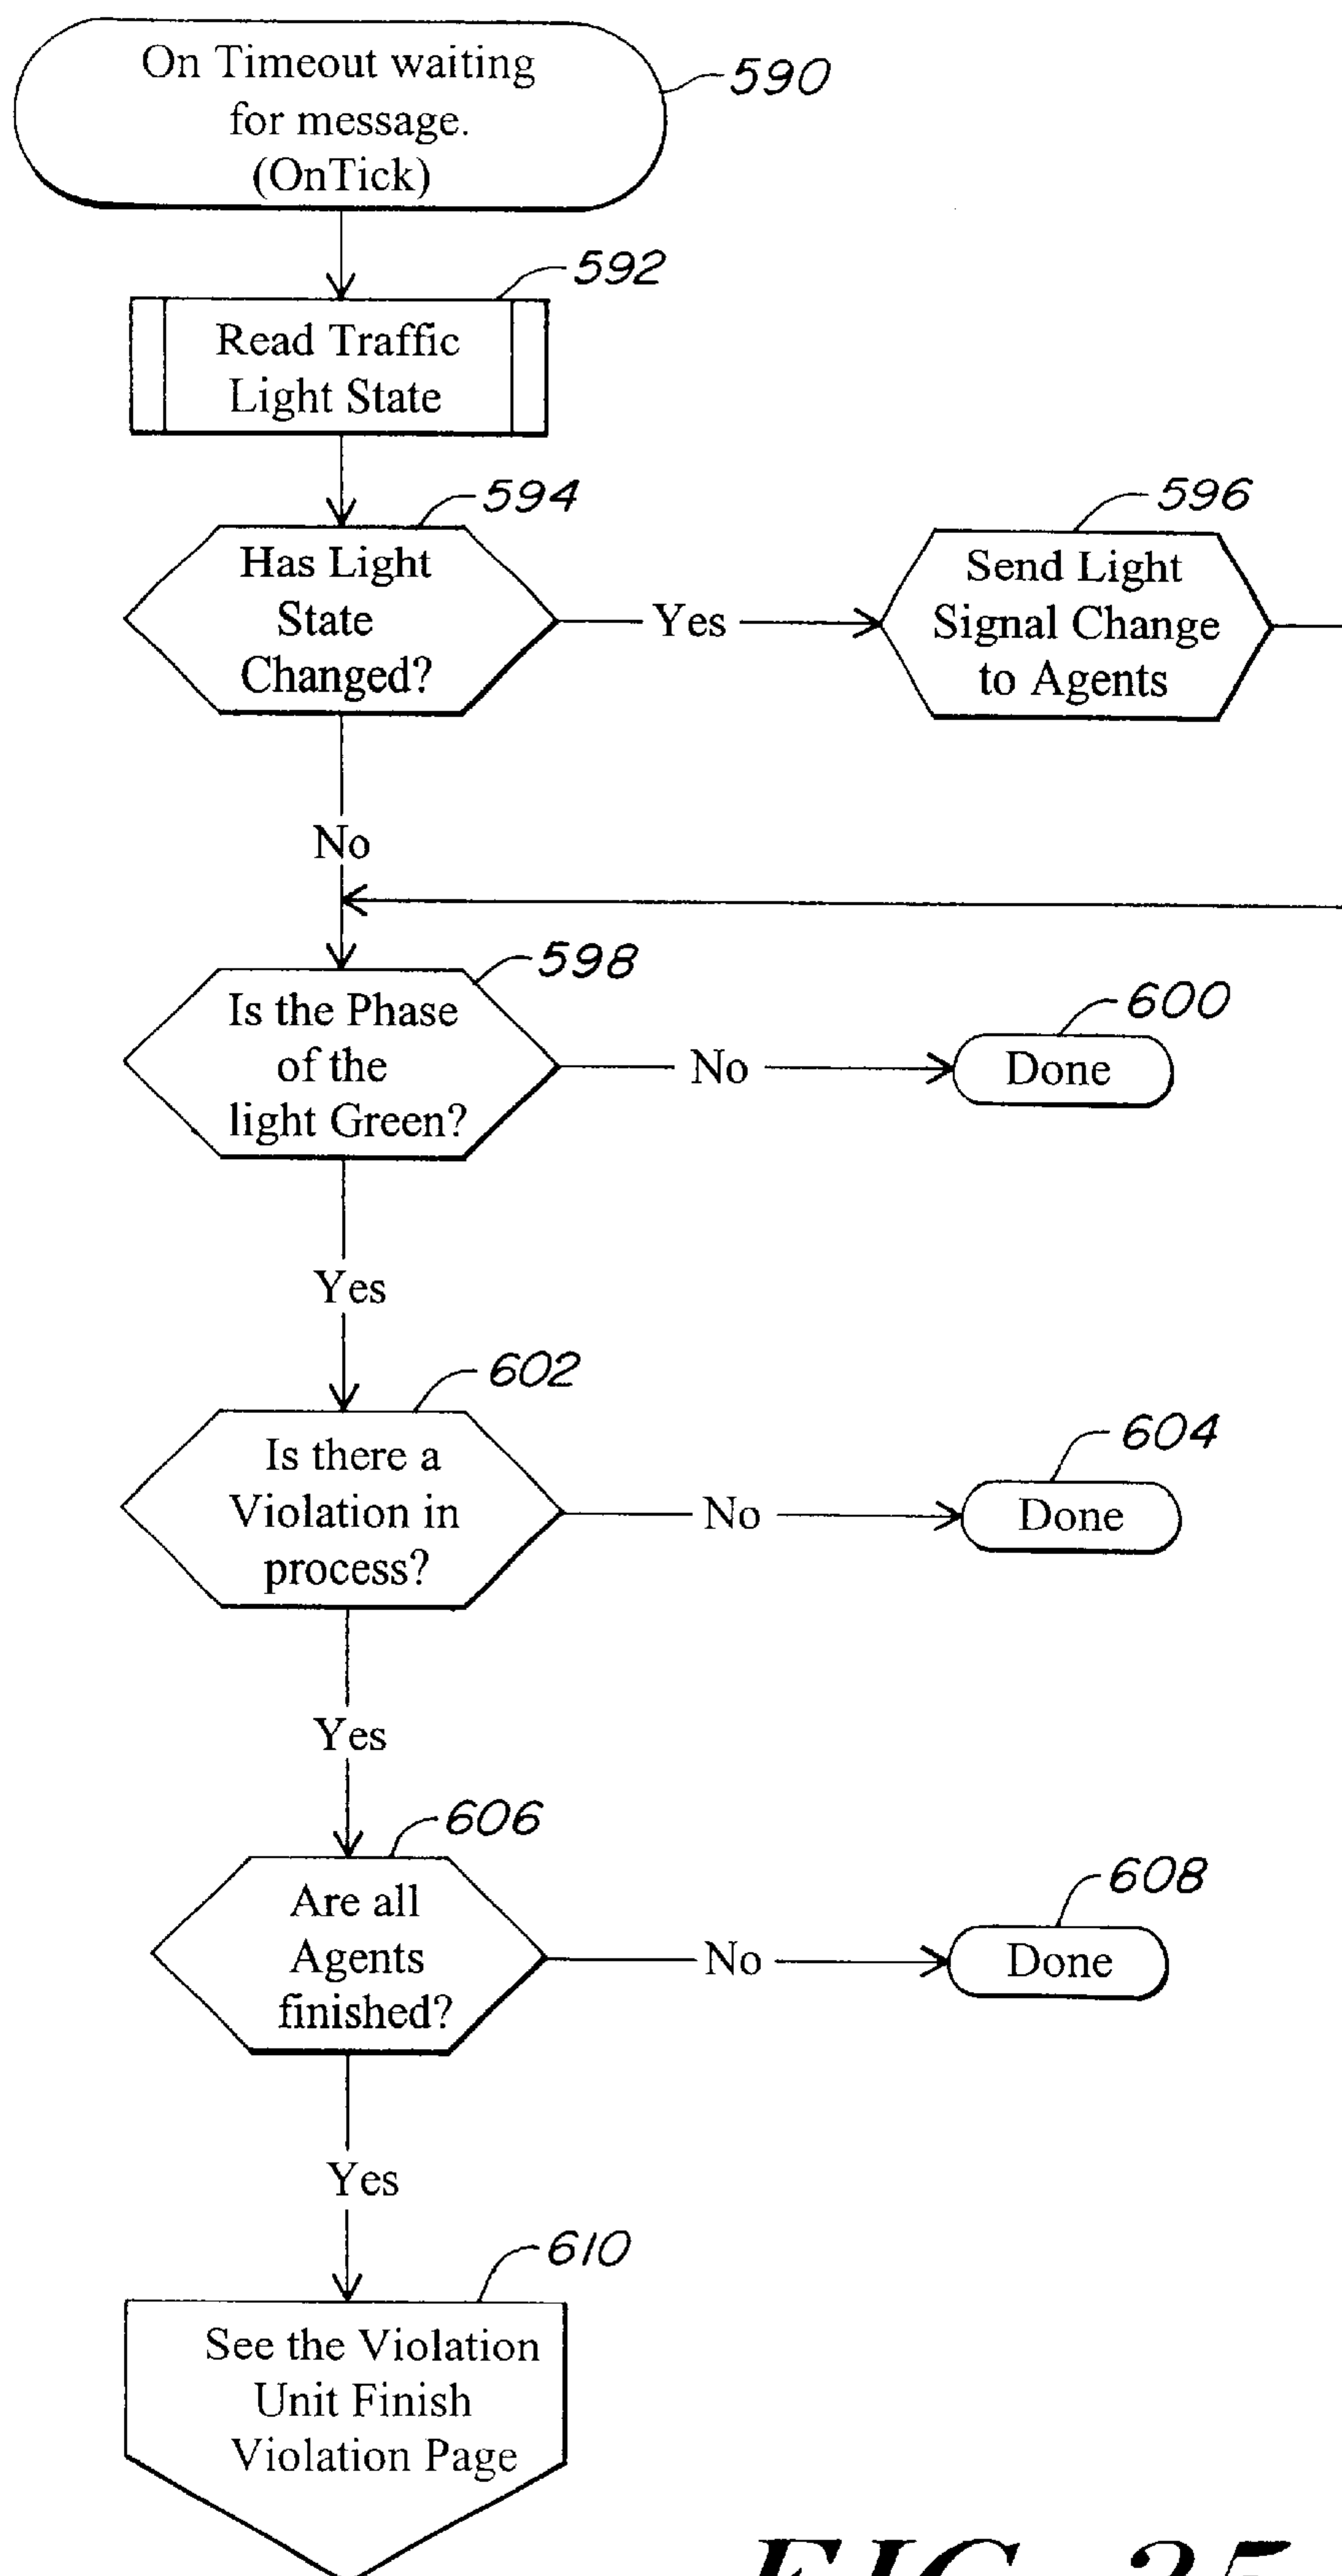 On Timeout waiting
for message.
(OnTick)
590
592
Read Traffic
Light State
594
Has Light
State
Changed?
Yes
596
Send Light
Signal Change
to Agents
No
598
Is the Phase
of the
light Green?
No
600
Done
Yes
602
Is there a
Violation in
process?
No
604
Done
Yes
606
Are all
Agents
finished?
No
608
Done
Yes
610
See the Violation
Unit Finish
Violation Page